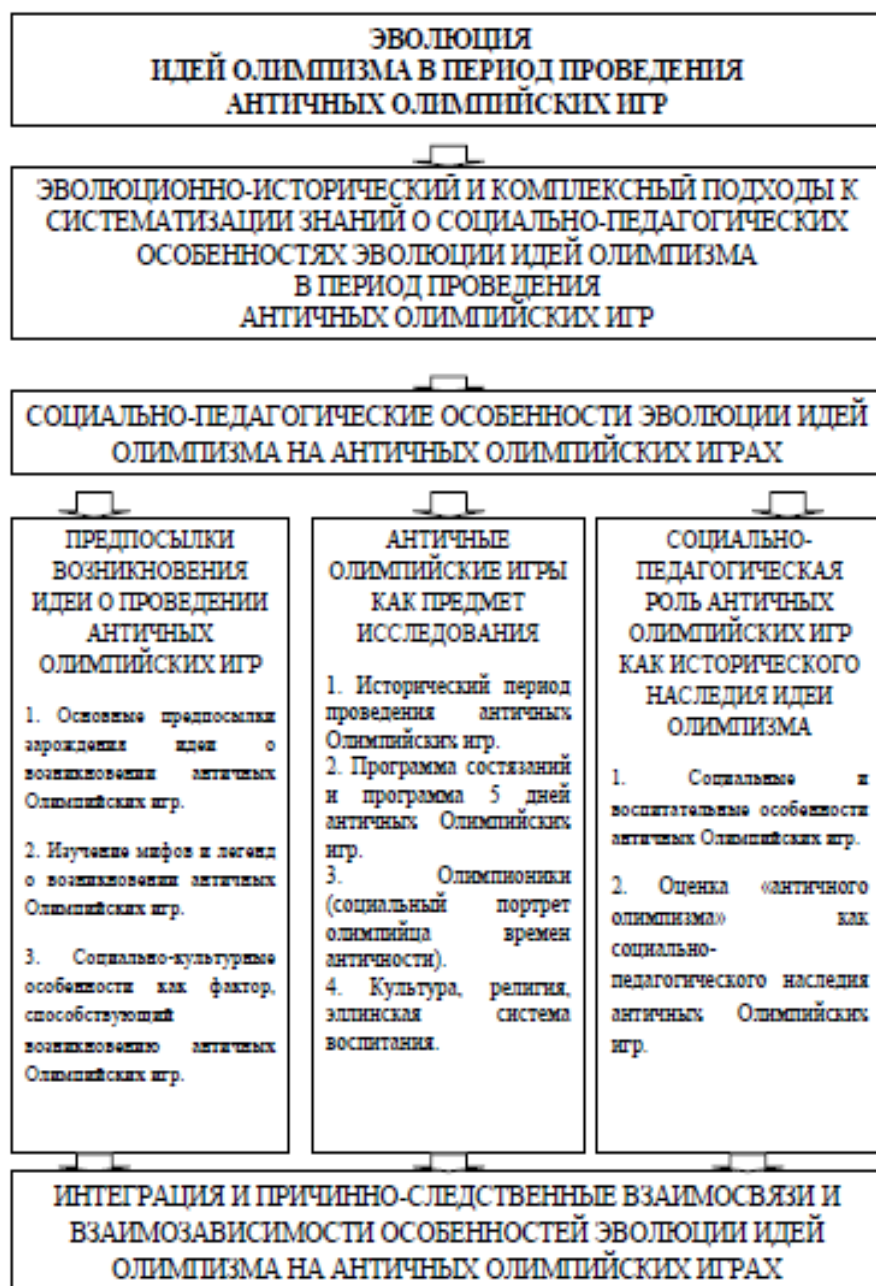 ЭВОЛЮЦИЯ
ИДЕЙ ОЛИМПИЗМА В ПЕРИОД ПРОВЕДЕНИЯ
АНТИЧНЫХ ОЛИМПИЙСКИХ ИГР
ЭВОЛЮЦИОННО-ИСТОРИЧЕСКИЙ И КОМПЛЕКСНЫЙ ПОДХОДЫ К
СИСТЕМАТИЗАЦИИ ЗНАНИЙ О СОЦИАЛЬНО-ПЕДАГОГИЧЕСКИХ
ОСОБЕННОСТЯХ ЭВОЛЮЦИИ ИДЕЙ ОЛИМПИЗМА
В ПЕРИОД ПРОВЕДЕНИЯ
АНТИЧНЫХ ОЛИМПИЙСКИХ ИГР
СОЦИАЛЬНО-ПЕДАГОГИЧЕСКИЕ ОСОБЕННОСТИ ЭВОЛЮЦИИ ИДЕЙ
ОЛИМПИЗМА НА АНТИЧНЫХ ОЛИМПИЙСКИХ ИГРАХ
ПРЕДПОСЫЛКИ
ВОЗНИКНОВЕНИЯ
ИДЕИ О ПРОВЕДЕНИИ
АНТИЧНЫХ
ОЛИМПИЙСКИХ ИГР
1. Основные предпосылки
зарождения идеи о
возникновении античных
Олимпийских игр.
2. Изучение мифов и легенд
о возникновении античных
Олимпийских игр.
3. Социально-культурные
особенности как фактор,
способствующий
возникновению античных
Олимпийских игр.
АНТИЧНЫЕ
ОЛИМПИЙСКИЕ ИГРЫ
КАК ПРЕДМЕТ
ИССЛЕДОВАНИЯ
1. Исторический период
проведения античных
Олимпийских игр.
2. Программа состязаний
и программа 5 дней
античных Олимпийских
игр.
3. Олимпионики
(социальный портрет
олимпийца времен
античности).
4. Культура, религия,
эллинская система
воспитания.
СОЦИАЛЬНО-
ПЕДАГОГИЧЕСКАЯ
РОЛЬ АНТИЧНЫХ
ОЛИМПИЙСКИХ ИГР
КАК ИСТОРИЧЕСКОГО
НАСЛЕДИЯ ИДЕИ
ОЛИМПИЗМА
1. Социальные и
воспитательные особенности
античных Олимпийских игр.
2. Оценка «античного
олимпизма» как
социально-
педагогического наследия
античных Олимпийских
игр.
ИНТЕГРАЦИЯ И ПРИЧИННО-СЛЕДСТВЕННЫЕ ВЗАИМОСВЯЗИ И
ВЗАИМОЗАВИСИМОСТИ ОСОБЕННОСТЕЙ ЭВОЛЮЦИИ ИДЕЙ
ОЛИМПИЗМА НА АНТИЧНЫХ ОЛИМПИЙСКИХ ИГРАХ